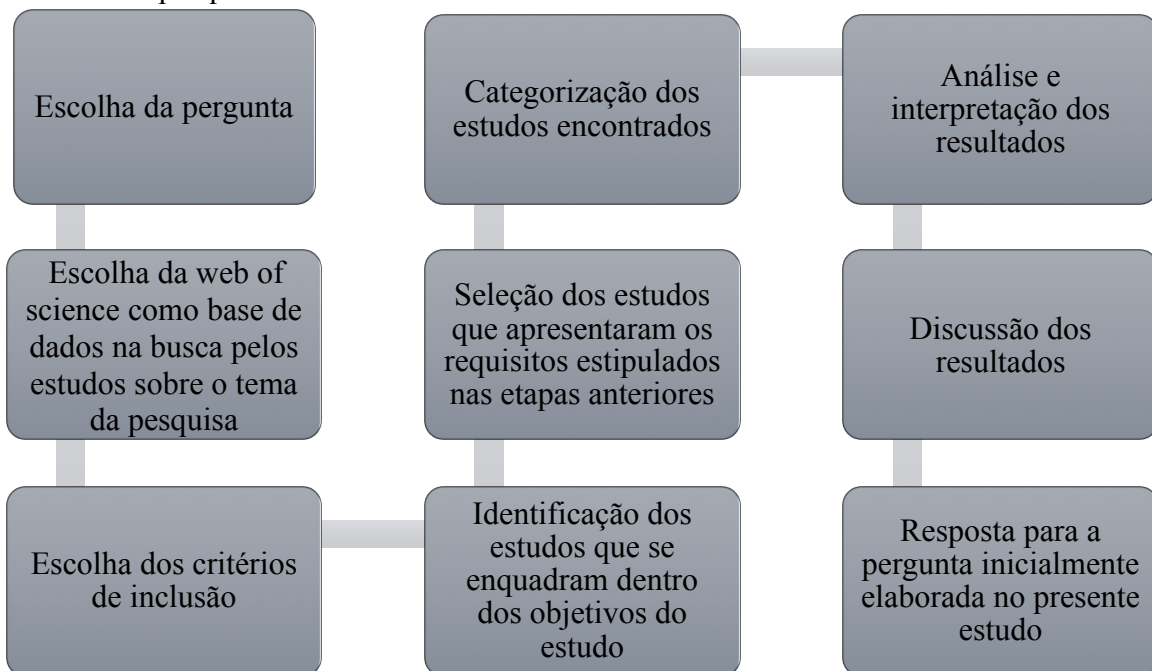 Escolha da pergunta
Escolha da web of
science como base de
dados na busca pelos
estudos sobre o tema
da pesquisa
Escolha dos critérios
de inclusão
Identificação dos
estudos que se
enquadram dentro
dos objetivos do
estudo
Seleção dos estudos
que apresentaram os
requisitos estipulados
nas etapas anteriores
Categorização dos
estudos encontrados
Análise e
interpretação dos
resultados
Discussão dos
resultados
Resposta para a
pergunta inicialmente
elaborada no presente
estudo